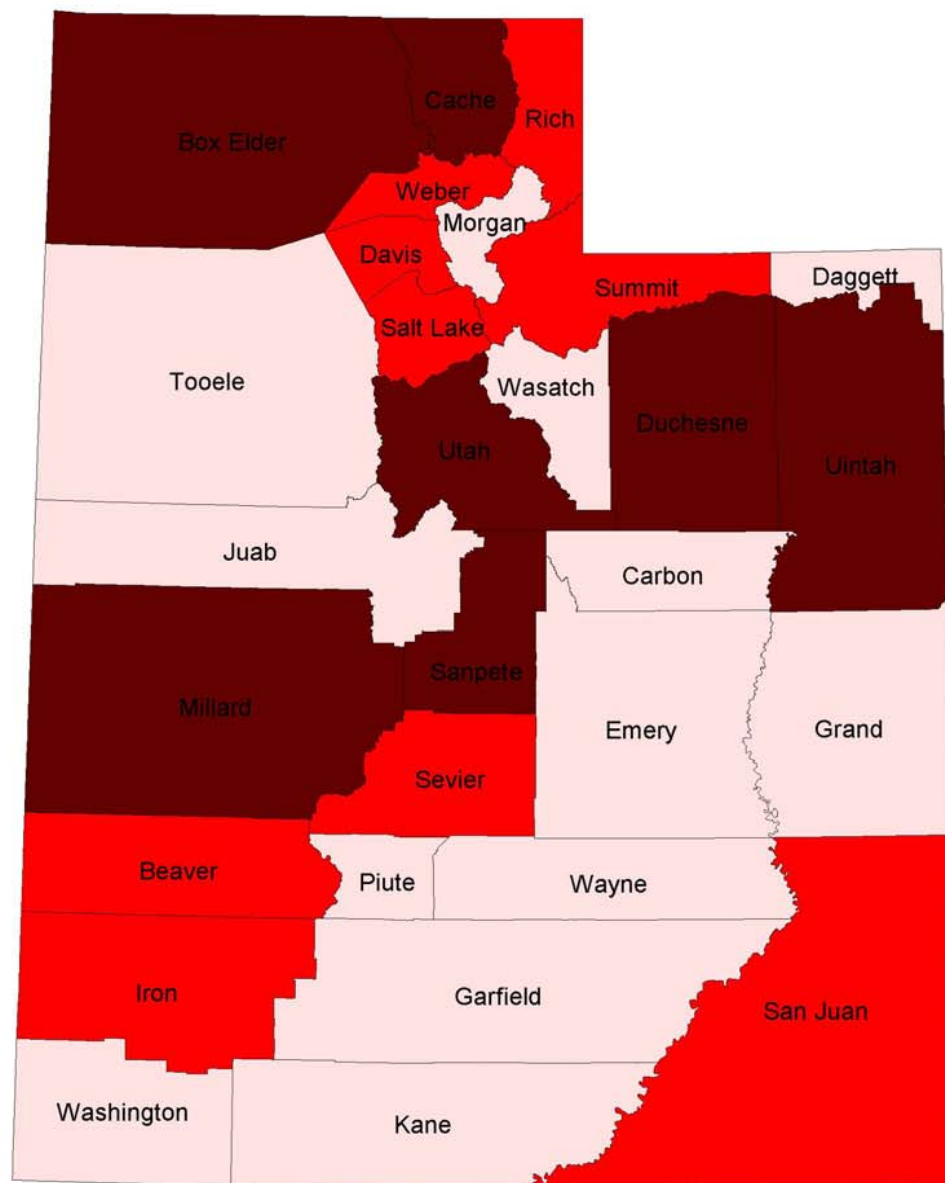 Cache
Rich
Box Elder
Weber
Morgan
Davis
Summit
Daggett
Salt Lake
Tooele
Wasatch
Duchesne
Utah
Uintah
Juab
Carbon
Sanpete
Millard
Emery
Grand
Sevier
Beaver
Piute
Wayne
Iron
Garfield
San Juan
Washington
Kane